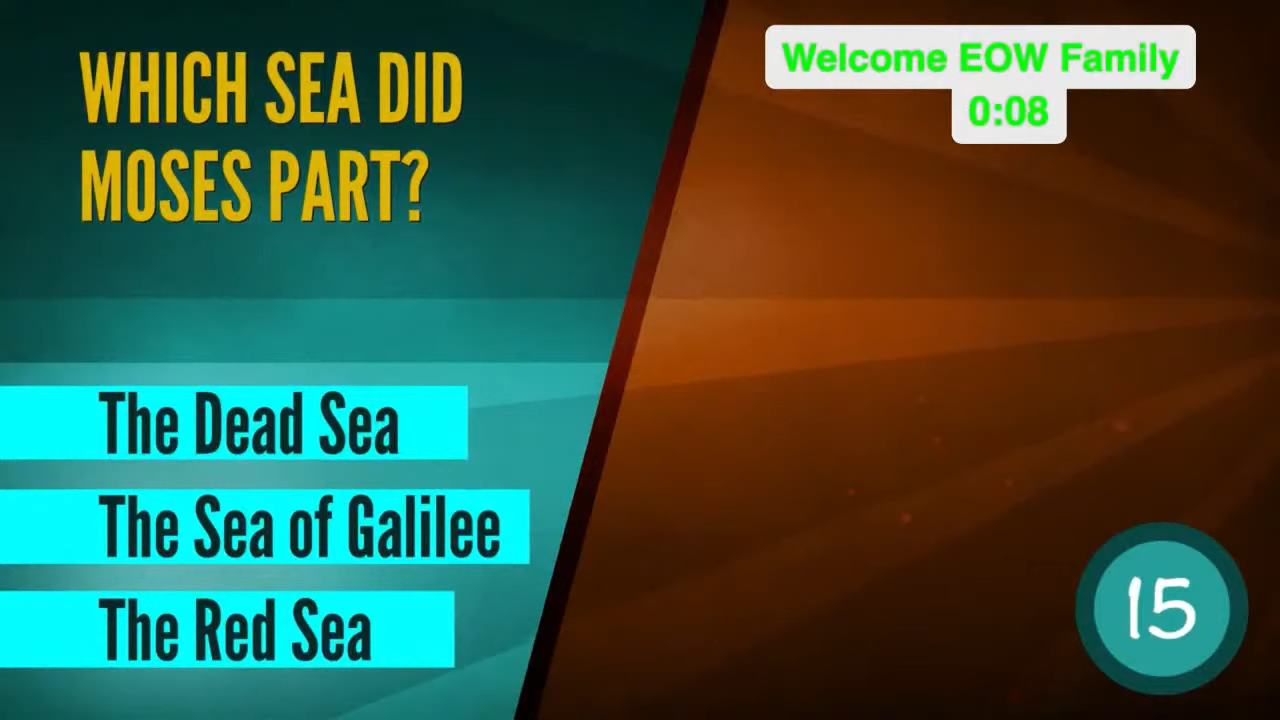 WHICH SEA DID
MOSES PART?
Welcome EOW Family
0:08
The Dead Sea
The Sea of Galilee
The Red Sea
15